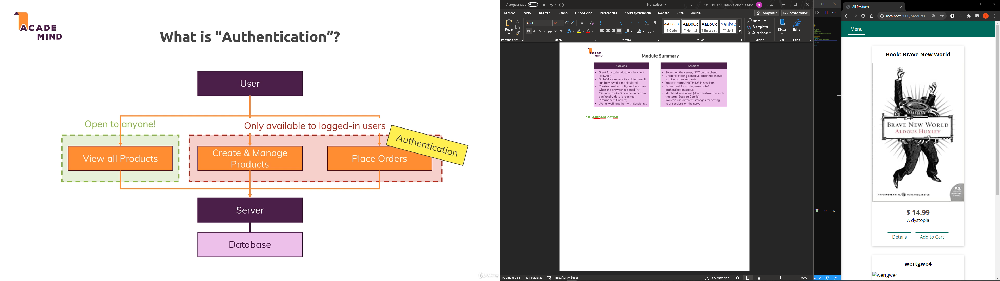 ACADE
MIND
What is “Authentication”?
User
Open to anyone!
Only available to logged-in users
Authentication
View all Products
Create & Manage
Products
Place Orders
Server
Database
Udemy
Autoguardado
Notes.docx
JOSE ENRIQUE RUVALCABA SEGURA
JE
Archivo Inicio Insertar Diseño Disposición Referencias Correspondencia Revisar Vista Ayuda
Compartir
Comentarios
Pegar
Arial
12
N K S ab x₂ x²
AaBbCcDc
¶ Code
AaBbCc
¶ Normal
AaBbCc
¶ Sin espa...
AaBbCc
Título 1
Buscar
Reemplazar
Seleccionar
Dictar
Editor
Portapapeles
Fuente
Párrafo
Estilos
Edición
Voz
Editor
ACADE
MIND
Module Summary
Cookies
• Great for storing data on the client
(browser)
• Do NOT store sensitive data here! It
can be viewed + manipulated
• Cookies can be configured to expire
when the browser is closed (=>
“Session Cookie”) or when a certain
age/ expiry date is reached
(“Permanent Cookie”)
• Works well together with Sessions...
Sessions
• Stored on the server, NOT on the client
• Great for storing sensitive data that should
survive across requests
• You can store ANYTHING in sessions
• Often used for storing user data/
authentication status
• Identified via Cookie (don’t mistake this with
the term “Session Cookie)
• You can use different storages for saving
your sessions on the server
13. Authentication
Página 6 de 6
491 palabras
Español (México)
Concentración
90%
All Products
localhost:3000/products
E
Menu
Book: Brave New World
BRAVE NEW WORLD
ALDOUS HUXLEY
P.S.
HARPERPERENNIAL MODERNCLASSICS
$ 14.99
A dystopia
Details
Add to Cart
wertgwe4
wertgwe4